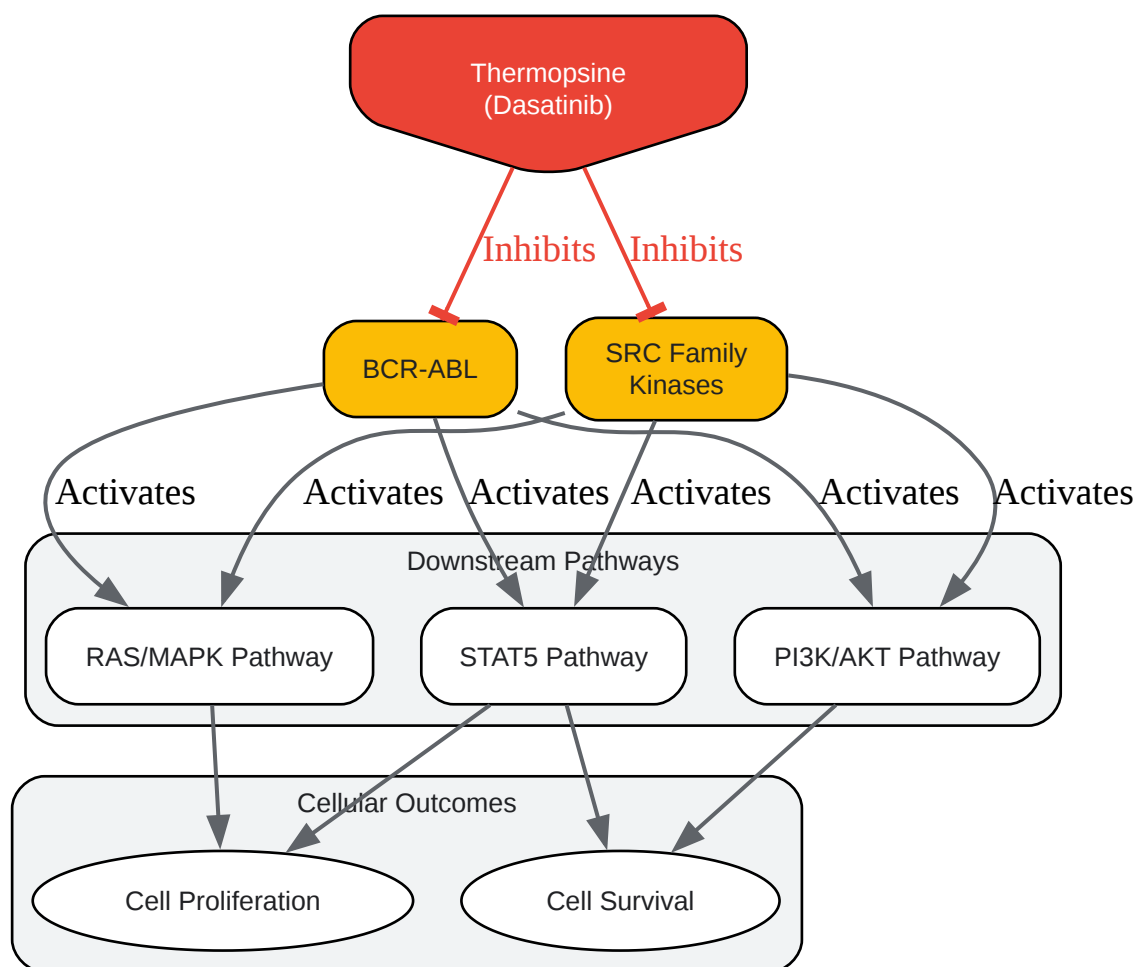 Thermopsine
(Dasatinib)
Inhibits
Inhibits
BCR-ABL
SRC Family
Kinases
Activates
Activates
Activates
Activates
Activates
Activates
Downstream Pathways
RAS/MAPK Pathway
STAT5 Pathway
PI3K/AKT Pathway
Cellular Outcomes
Cell Proliferation
Cell Survival